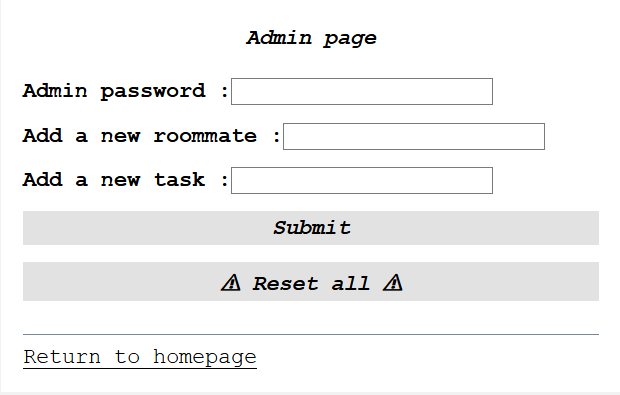 Admin page
Admin password :
Add a new roommate :
Add a new task :
Submit
⚠ Reset all ⚠
Return to homepage